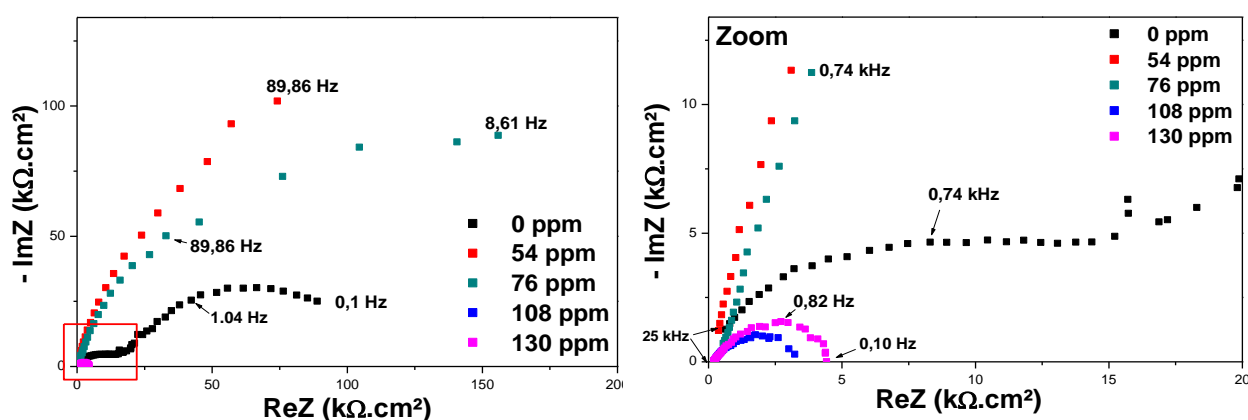 100
50
0
0
50
100
150
200
- ImZ (kΩ.cm²)
ReZ (kΩ.cm²)
89,86 Hz
8,61 Hz
89,86 Hz
1.04 Hz
0,1 Hz
0 ppm
54 ppm
76 ppm
108 ppm
130 ppm
Zoom
10
5
0
0
5
10
15
20
- ImZ (kΩ.cm²)
ReZ (kΩ.cm²)
0,74 kHz
0,74 kHz
0,82 Hz
25 kHz
0,10 Hz
0 ppm
54 ppm
76 ppm
108 ppm
130 ppm